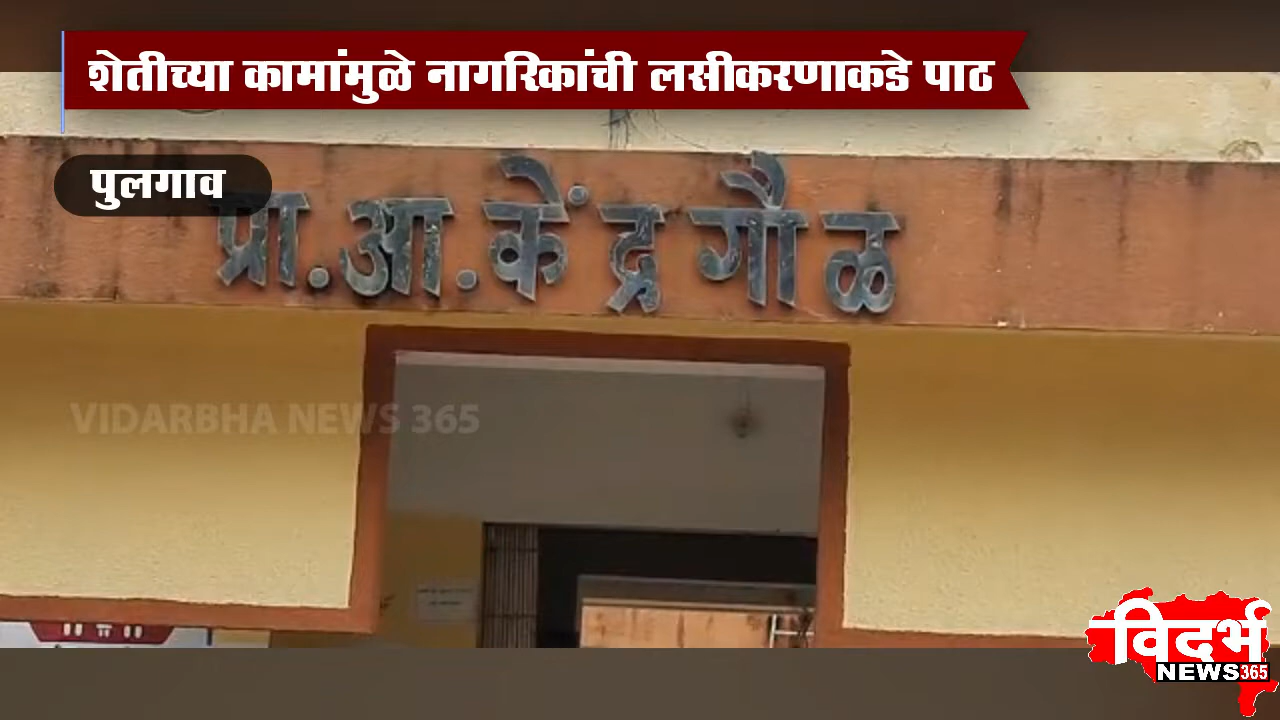 शेतीच्या कामांमुळे नागरिकांची लसीकरणाकडे पाठ
पुलगाव
प्रा.आ.केंद्र गौळ
VIDARBHA NEWS 365
विदर्भ
NEWS365